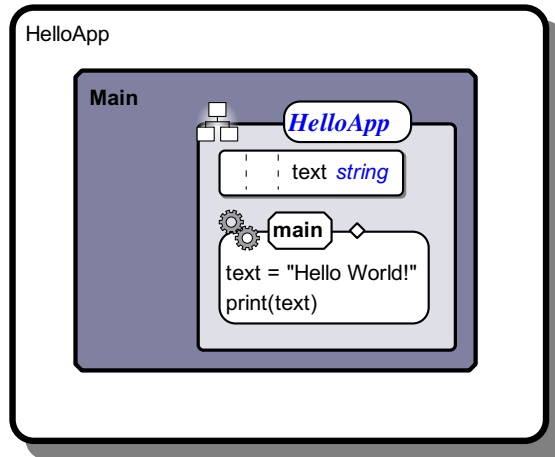 HelloApp
Main
HelloApp
text string
main
text = "Hello World!"
print(text)